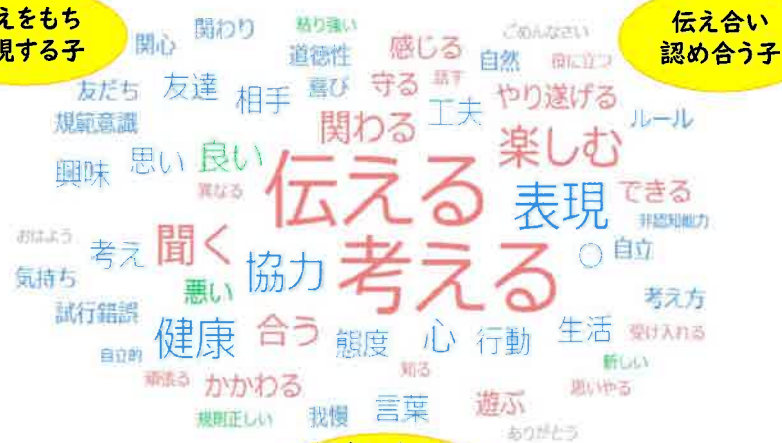 えをもち
現する子
伝え合い
認め合う子
関心
関わり
粘り強い
道徳性
感じる
ごめんなさい
自然
役に立つ
友だち
友達
相手
喜び
守る
話す
工夫
やり遂げる
ルール
規範意識
関わる
楽しむ
興味
思い
良い
異なる
伝える
表現
できる
非認知能力
おはよう
考え
聞く
協力
考える
○
自立
気持ち
悪い
試行錯誤
考え方
自立的
健康
合う
態度
心
行動
生活
受け入れる
新しい
頑張る
かかわる
知る
思いやる
規則正しい
我慢
言葉
遊ぶ
ありがとう